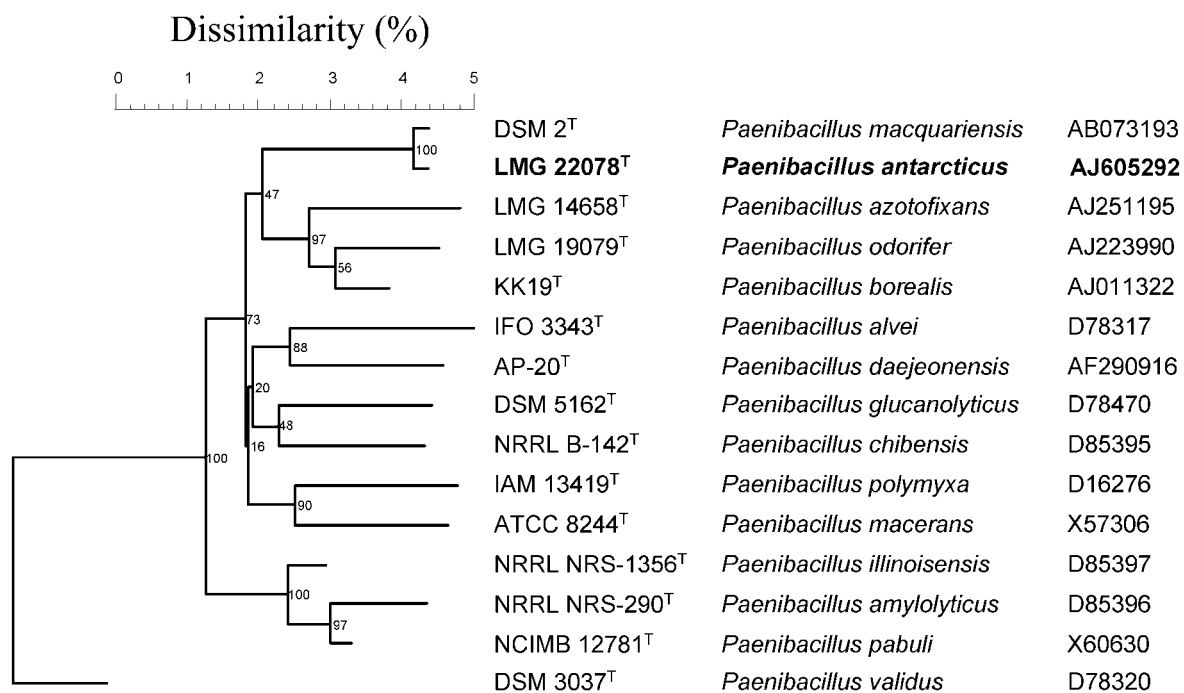 Dissimilarity (%)
0 1 2 3 4 5
DSM 2ᵀ Paenibacillus macquariensis AB073193
100
LMG 22078ᵀ Paenibacillus antarcticus AJ605292
47
LMG 14658ᵀ Paenibacillus azotofixans AJ251195
97
LMG 19079ᵀ Paenibacillus odorifer AJ223990
56
KK19ᵀ Paenibacillus borealis AJ011322
73
IFO 3343ᵀ Paenibacillus alvei D78317
88
AP-20ᵀ Paenibacillus daejeonensis AF290916
20
DSM 5162ᵀ Paenibacillus glucanolyticus D78470
48
NRRL B-142ᵀ Paenibacillus chibensis D85395
16
100
IAM 13419ᵀ Paenibacillus polymyxa D16276
90
ATCC 8244ᵀ Paenibacillus macerans X57306
NRRL NRS-1356ᵀ Paenibacillus illinoisensis D85397
100
NRRL NRS-290ᵀ Paenibacillus amylolyticus D85396
97
NCIMB 12781ᵀ Paenibacillus pabuli X60630
DSM 3037ᵀ Paenibacillus validus D78320